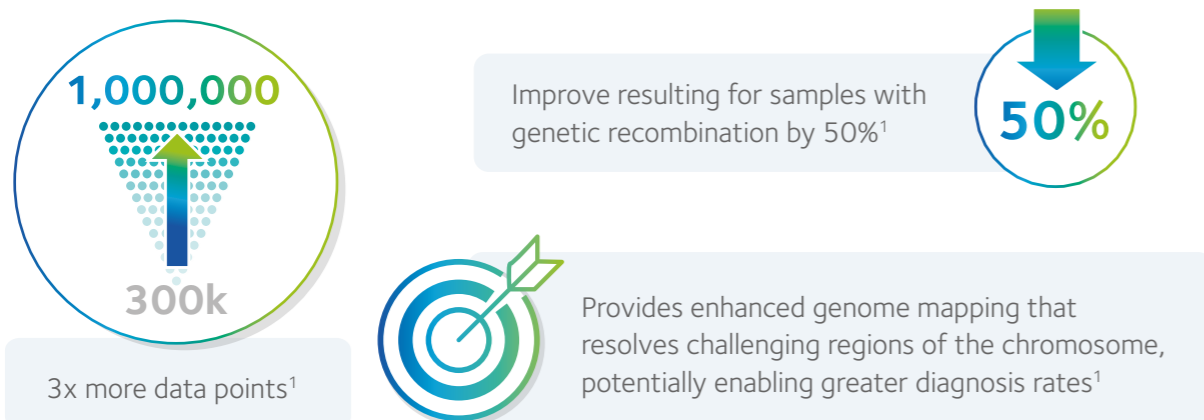 1,000,000
300k
3x more data points¹
Improve resulting for samples with
genetic recombination by 50%¹
50%
Provides enhanced genome mapping that
resolves challenging regions of the chromosome,
potentially enabling greater diagnosis rates¹